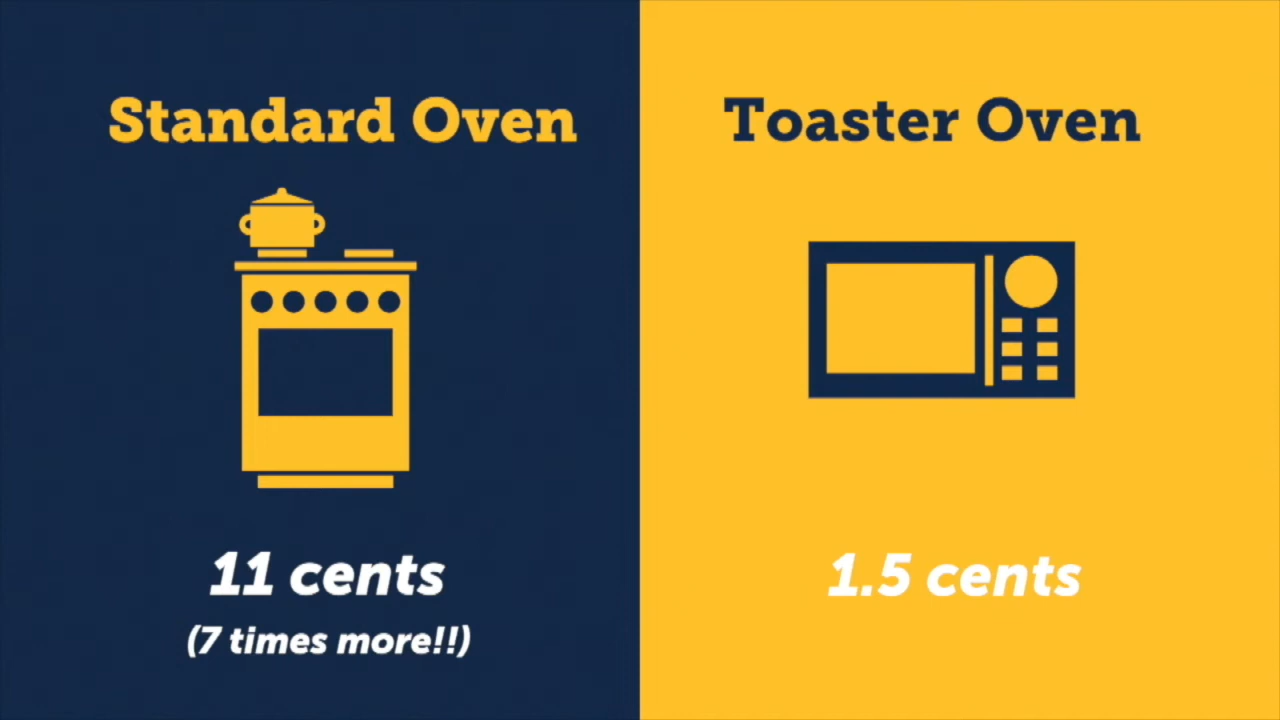 Standard Oven
11 cents
(7 times more!!)
Toaster Oven
1.5 cents